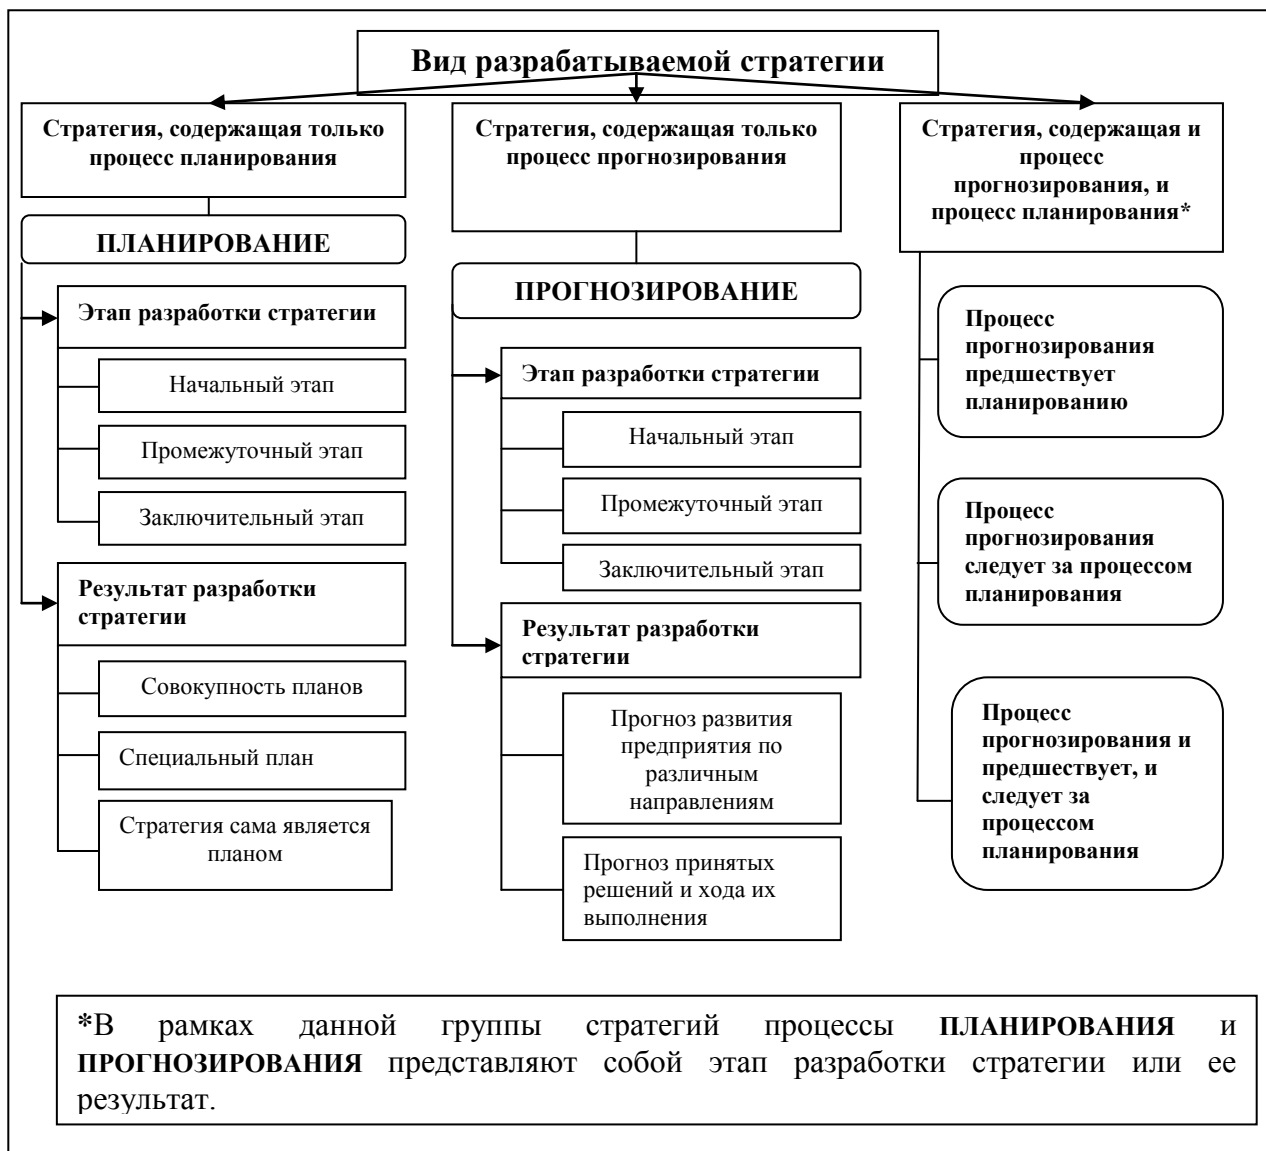 Вид разрабатываемой стратегии
Стратегия, содержащая только
процесс планирования
ПЛАНИРОВАНИЕ
Этап разработки стратегии
Начальный этап
Промежуточный этап
Заключительный этап
Результат разработки
стратегии
Совокупность планов
Специальный план
Стратегия сама является
планом
Стратегия, содержащая только
процесс прогнозирования
ПРОГНОЗИРОВАНИЕ
Этап разработки стратегии
Начальный этап
Промежуточный этап
Заключительный этап
Результат разработки
стратегии
Прогноз развития
предприятия по
различным
направлениям
Прогноз принятых
решений и хода их
выполнения
Стратегия, содержащая и
процесс
прогнозирования, и
процесс планирования*
Процесс
прогнозирования
предшествует
планированию
Процесс
прогнозирования
следует за процессом
планирования
Процесс
прогнозирования и
предшествует, и
следует за
процессом
планирования
*В рамках данной группы стратегий процессы ПЛАНИРОВАНИЯ и
ПРОГНОЗИРОВАНИЯ представляют собой этап разработки стратегии или ее
результат.